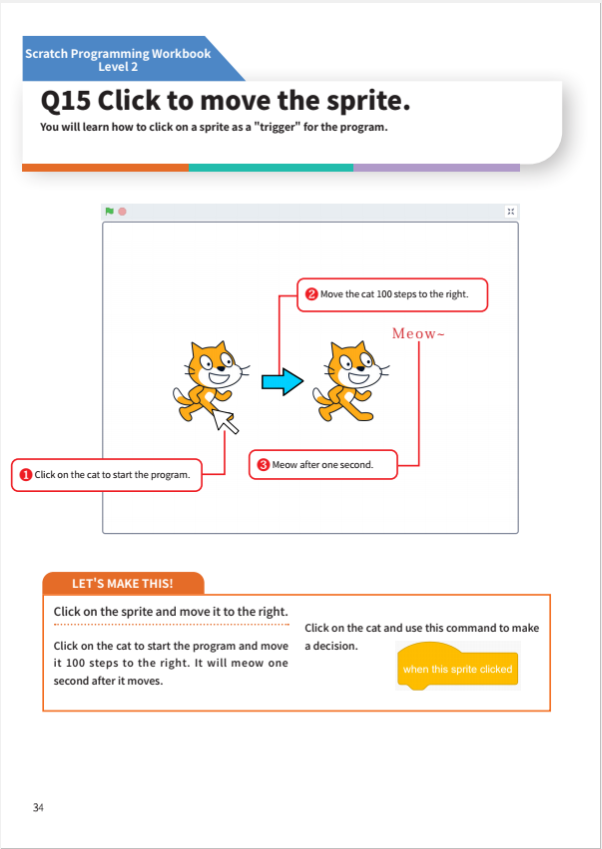 Scratch Programming Workbook
Level 2
Q15 Click to move the sprite.
You will learn how to click on a sprite as a "trigger" for the program.
2 Move the cat 100 steps to the right.
Meow~
3 Meow after one second.
1 Click on the cat to start the program.
LET'S MAKE THIS!
Click on the sprite and move it to the right.
Click on the cat to start the program and move
it 100 steps to the right. It will meow one
second after it moves.
Click on the cat and use this command to make
a decision.
when this sprite clicked
34